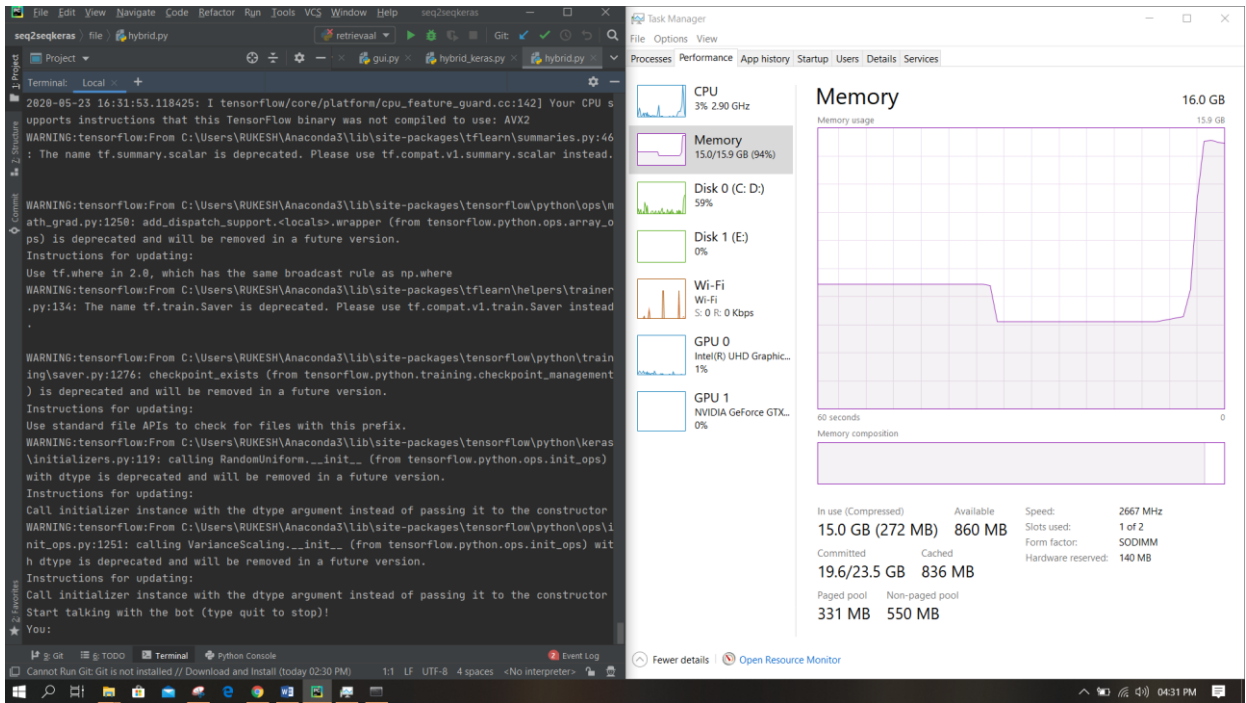 File Edit View Navigate Code Refactor Run Tools VCS Window Help seq2seqkeras
seq2seqkeras file hybrid.py retrievaal Git:
Project gui.py hybrid_keras.py hybrid.py
1: Project
Terminal: Local
2020-05-23 16:31:53.118425: I tensorflow/core/platform/cpu_feature_guard.cc:142] Your CPU s
upports instructions that this TensorFlow binary was not compiled to use: AVX2
WARNING:tensorflow:From C:\Users\RUKESH\Anaconda3\lib\site-packages\tflearn\summaries.py:46
: The name tf.summary.scalar is deprecated. Please use tf.compat.v1.summary.scalar instead.
Z: Structure
Commit
WARNING:tensorflow:From C:\Users\RUKESH\Anaconda3\lib\site-packages\tensorflow\python\ops\m
ath_grad.py:1250: add_dispatch_support.<locals>.wrapper (from tensorflow.python.ops.array_o
ps) is deprecated and will be removed in a future version.
Instructions for updating:
Use tf.where in 2.0, which has the same broadcast rule as np.where
WARNING:tensorflow:From C:\Users\RUKESH\Anaconda3\lib\site-packages\tflearn\helpers\trainer
.py:134: The name tf.train.Saver is deprecated. Please use tf.compat.v1.train.Saver instead
.
WARNING:tensorflow:From C:\Users\RUKESH\Anaconda3\lib\site-packages\tensorflow\python\train
ing\saver.py:1276: checkpoint_exists (from tensorflow.python.training.checkpoint_management
) is deprecated and will be removed in a future version.
Instructions for updating:
Use standard file APIs to check for files with this prefix.
WARNING:tensorflow:From C:\Users\RUKESH\Anaconda3\lib\site-packages\tensorflow\python\keras
\initializers.py:119: calling RandomUniform.__init__ (from tensorflow.python.ops.init_ops)
with dtype is deprecated and will be removed in a future version.
Instructions for updating:
Call initializer instance with the dtype argument instead of passing it to the constructor
WARNING:tensorflow:From C:\Users\RUKESH\Anaconda3\lib\site-packages\tensorflow\python\ops\i
nit_ops.py:1251: calling VarianceScaling.__init__ (from tensorflow.python.ops.init_ops) wit
h dtype is deprecated and will be removed in a future version.
Instructions for updating:
Call initializer instance with the dtype argument instead of passing it to the constructor
Start talking with the bot (type quit to stop)!
You:
2: Favorites
9: Git 6: TODO Terminal Python Console 2 Event Log
Cannot Run Git: Git is not installed // Download and Install (today 02:30 PM) 1:1 LF UTF-8 4 spaces <No interpreter>
Task Manager
File Options View
Processes Performance App history Startup Users Details Services
CPU
3% 2.90 GHz
Memory
15.0/15.9 GB (94%)
Disk 0 (C: D:)
59%
Disk 1 (E:)
0%
Wi-Fi
Wi-Fi
S: 0 R: 0 Kbps
GPU 0
Intel(R) UHD Graphic...
1%
GPU 1
NVIDIA GeForce GTX...
0%
Memory 16.0 GB
Memory usage 15.9 GB
60 seconds 0
Memory composition
In use (Compressed) Available
15.0 GB (272 MB) 860 MB
Committed Cached
19.6/23.5 GB 836 MB
Paged pool Non-paged pool
331 MB 550 MB
Speed: 2667 MHz
Slots used: 1 of 2
Form factor: SODIMM
Hardware reserved: 140 MB
Fewer details Open Resource Monitor
04:31 PM